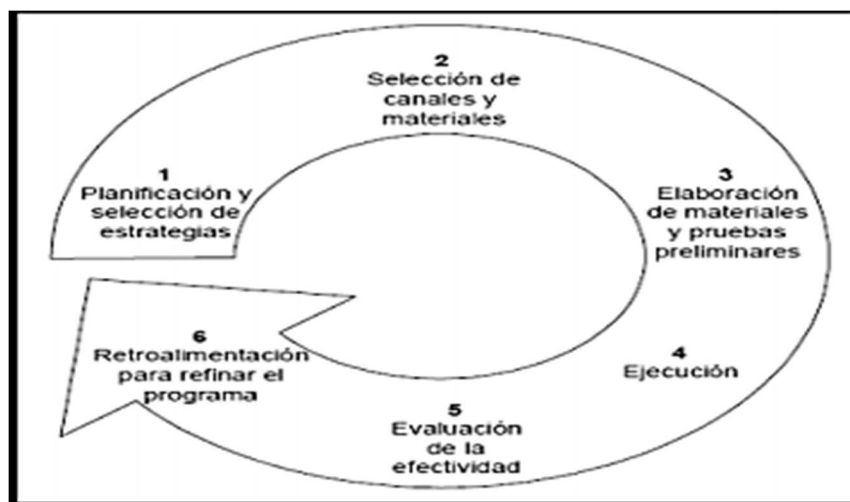 1
Planificación y
selección de
estrategias
2
Selección de
canales y
materiales
3
Elaboración
de materiales
y pruebas
preliminares
4
Ejecución
5
Evaluación
de la
efectividad
6
Retroalimentación
para refinar el
programa